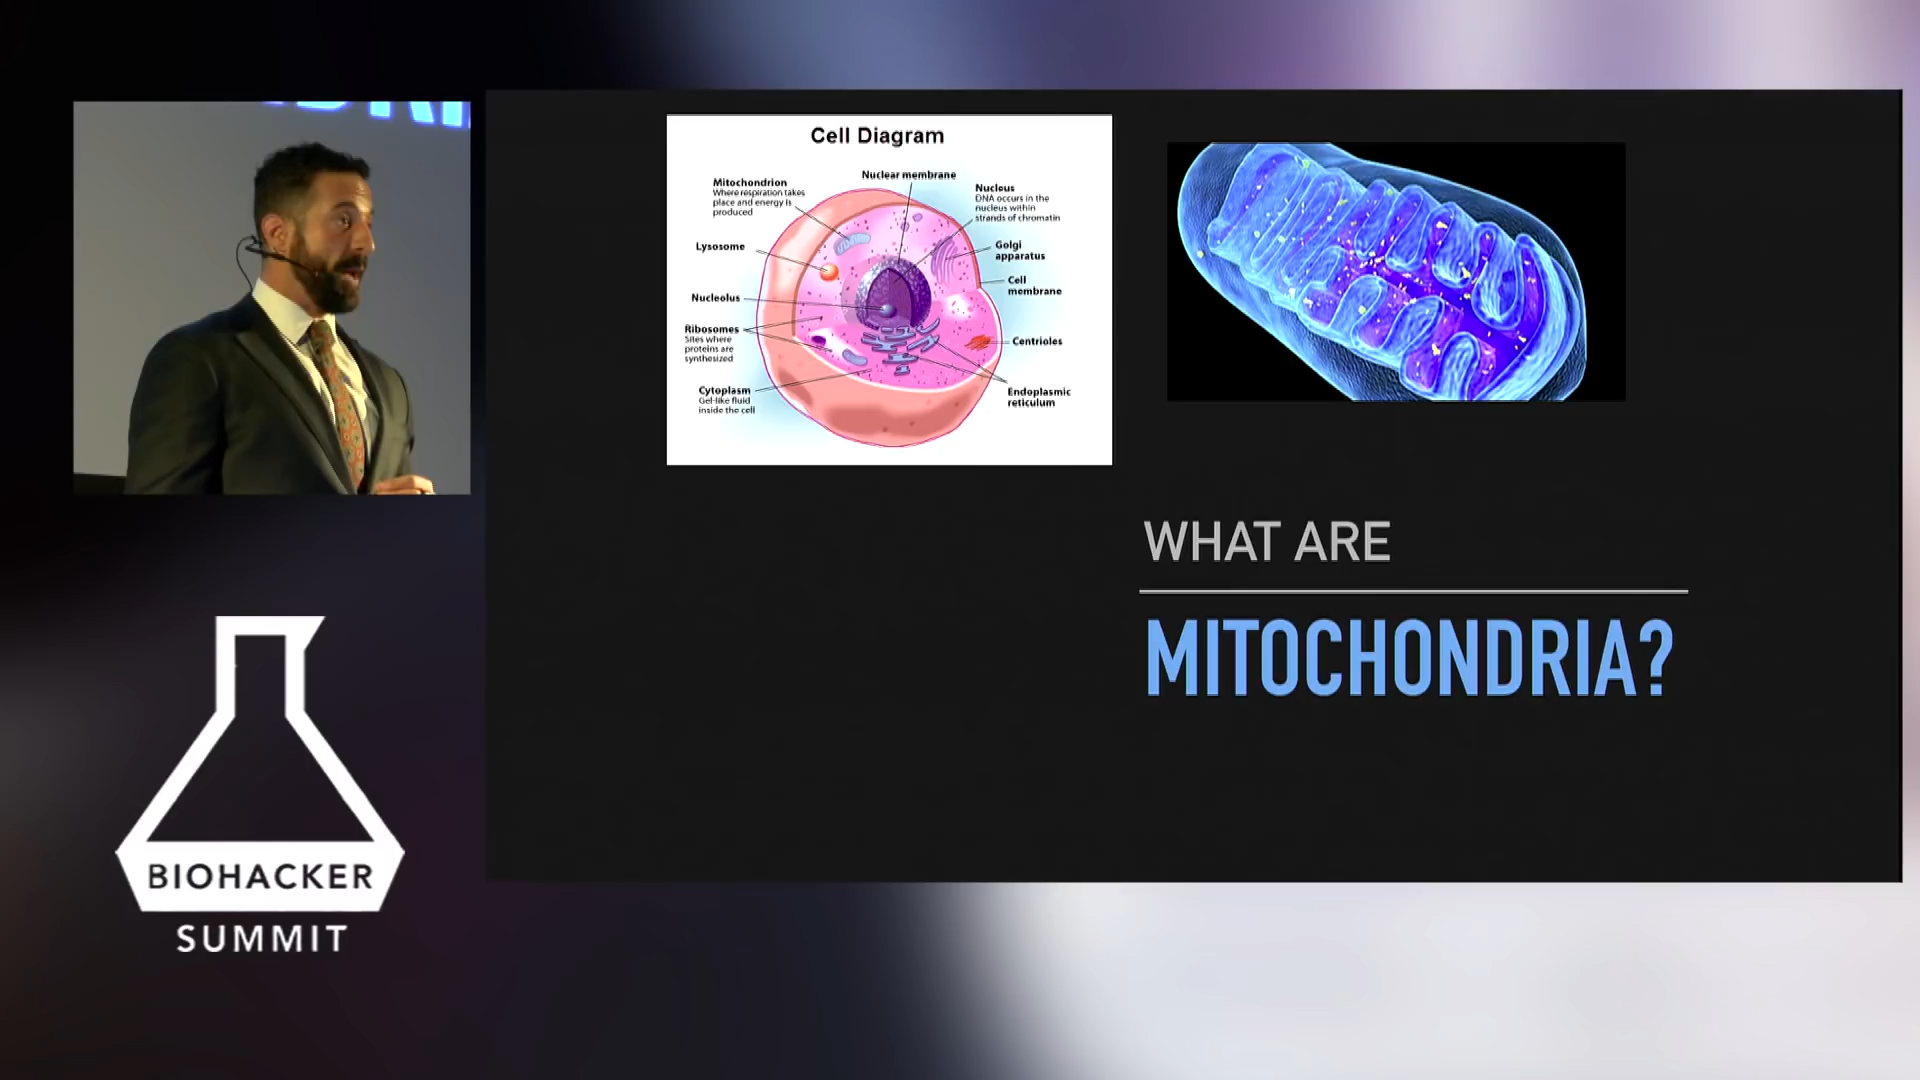 Cell Diagram
Mitochondrion
Where respiration takes
place and energy is
produced
Nuclear membrane
Nucleus
DNA occurs in the
nucleus within
strands of chromatin
Lysosome
Golgi
apparatus
Cell
membrane
Nucleolus
Ribosomes
Sites where
proteins are
synthesized
Centrioles
Cytoplasm
Gel-like fluid
inside the cell
Endoplasmic
reticulum
WHAT ARE
MITOCHONDRIA?
BIOHACKER
SUMMIT